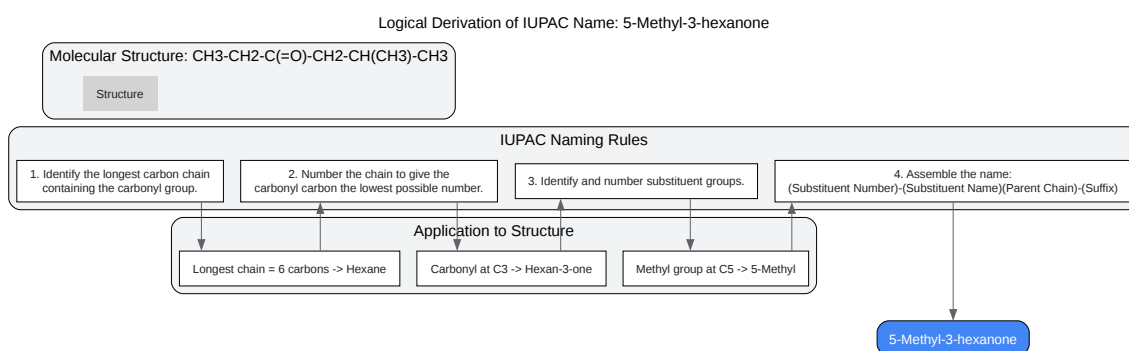 Logical Derivation of IUPAC Name: 5-Methyl-3-hexanone
Molecular Structure: CH3-CH2-C(=O)-CH2-CH(CH3)-CH3
Structure
IUPAC Naming Rules
1. Identify the longest carbon chain
containing the carbonyl group.
2. Number the chain to give the
carbonyl carbon the lowest possible number.
3. Identify and number substituent groups.
4. Assemble the name:
(Substituent Number)-(Substituent Name)(Parent Chain)-(Suffix)
Application to Structure
Longest chain = 6 carbons -> Hexane
Carbonyl at C3 -> Hexan-3-one
Methyl group at C5 -> 5-Methyl
5-Methyl-3-hexanone